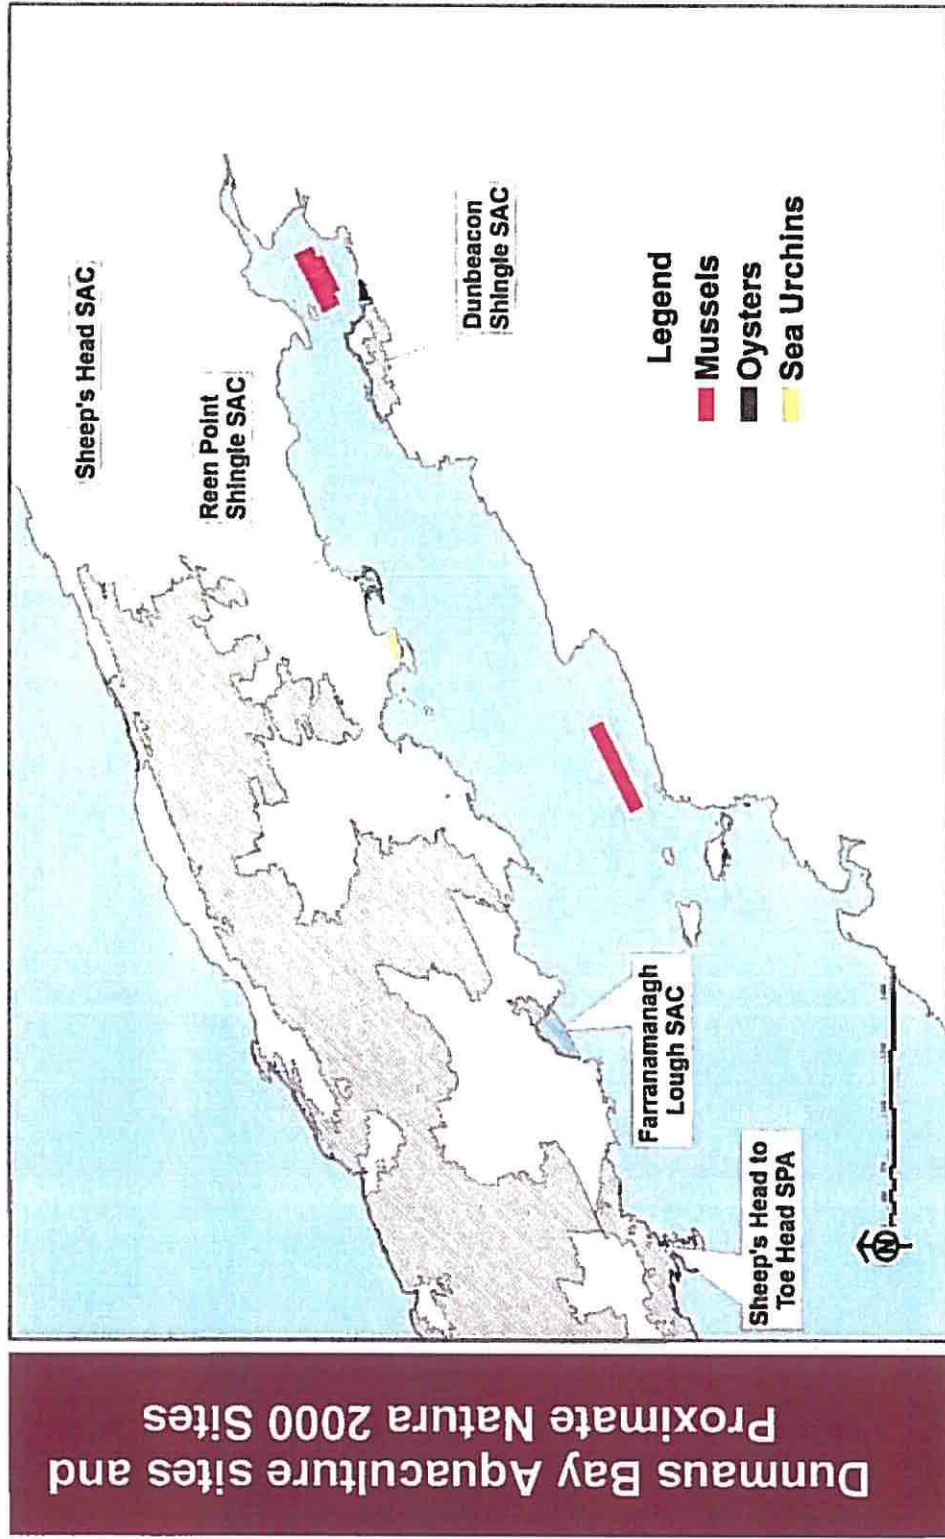 Dunmaus Bay Aquaculture sites and
Proximate Natura 2000 Sites
Sheep's Head SAC
Reen Point
Shingle SAC
Dunbeacon
Shingle SAC
Farranamanagh
Lough SAC
Sheep's Head to
Toe Head SPA
Legend
Mussels
Oysters
Sea Urchins
N